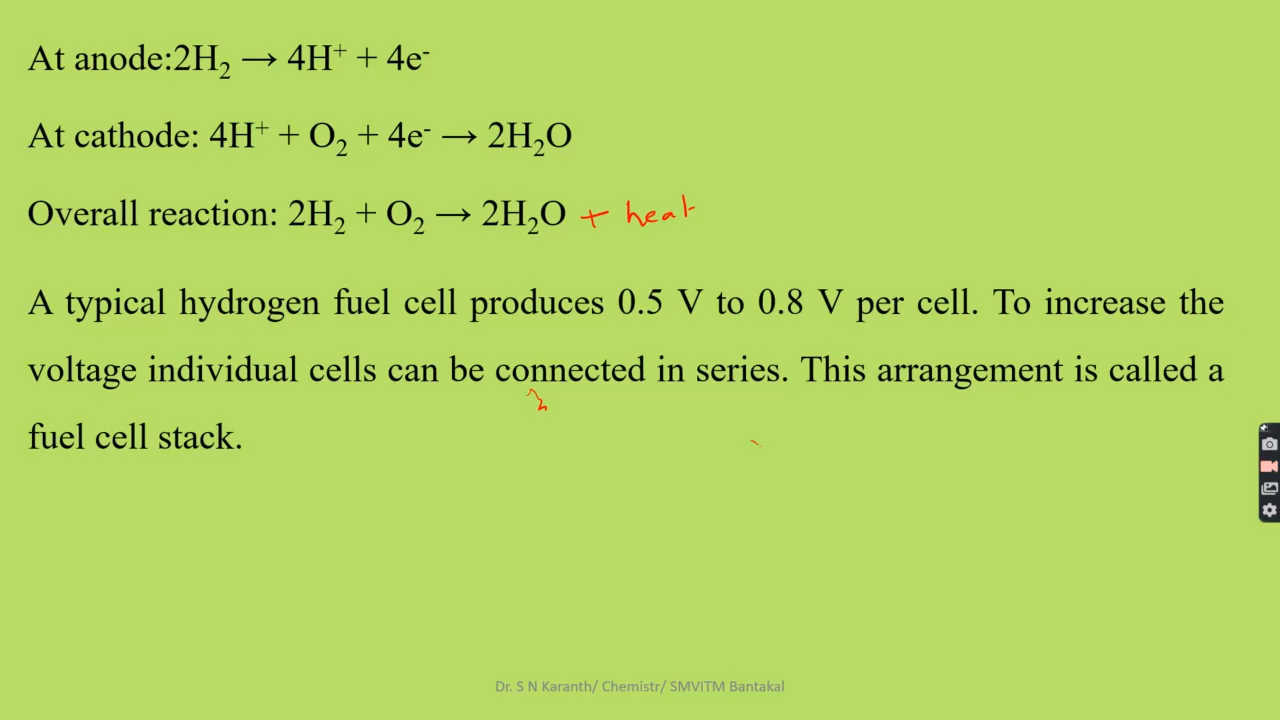 At anode:2H₂ → 4H⁺ + 4e⁻
At cathode: 4H⁺ + O₂ + 4e⁻ → 2H₂O
Overall reaction: 2H₂ + O₂ → 2H₂O + heat
A typical hydrogen fuel cell produces 0.5 V to 0.8 V per cell. To increase the
voltage individual cells can be connected in series. This arrangement is called a
fuel cell stack.
Dr. S N Karanth/ Chemistr/ SMVITM Bantakal